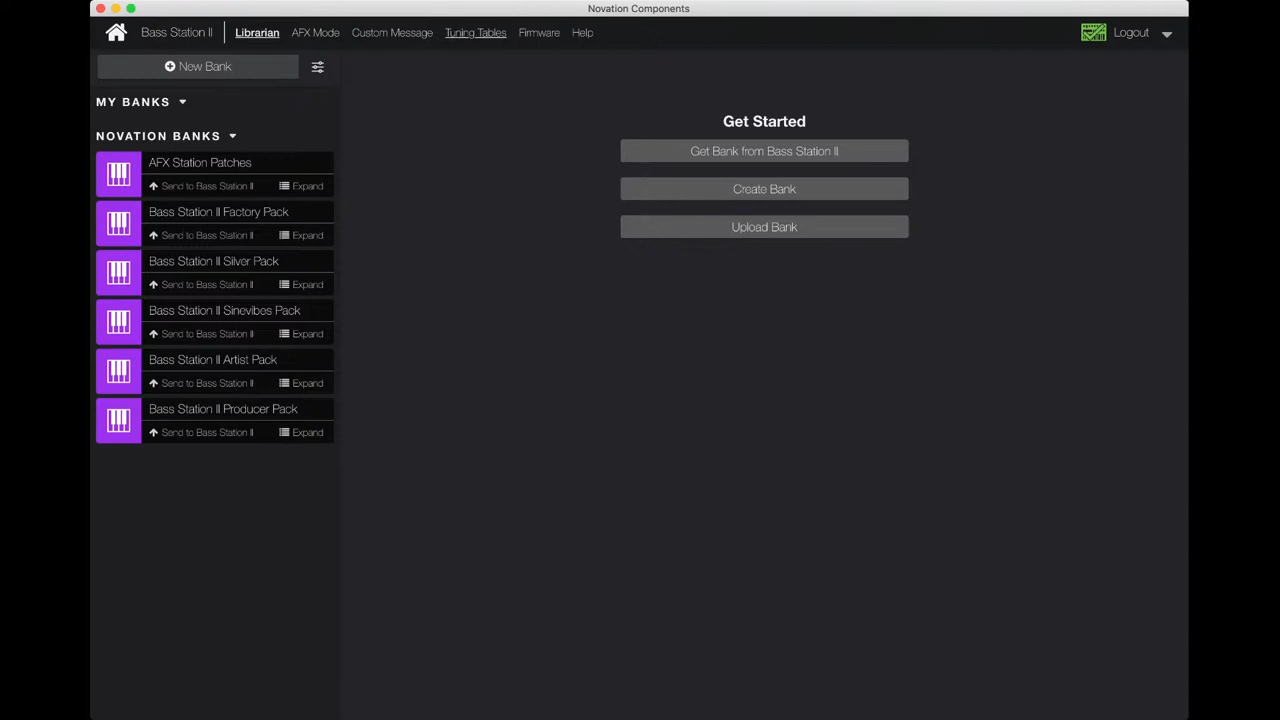 Novation Components
Bass Station II
Librarian
AFX Mode
Custom Message
Tuning Tables
Firmware
Help
Logout
New Bank
MY BANKS
NOVATION BANKS
AFX Station Patches
Send to Bass Station II
Expand
Bass Station II Factory Pack
Send to Bass Station II
Expand
Bass Station II Silver Pack
Send to Bass Station II
Expand
Bass Station II Sinevibes Pack
Send to Bass Station II
Expand
Bass Station II Artist Pack
Send to Bass Station II
Expand
Bass Station II Producer Pack
Send to Bass Station II
Expand
Get Started
Get Bank from Bass Station II
Create Bank
Upload Bank